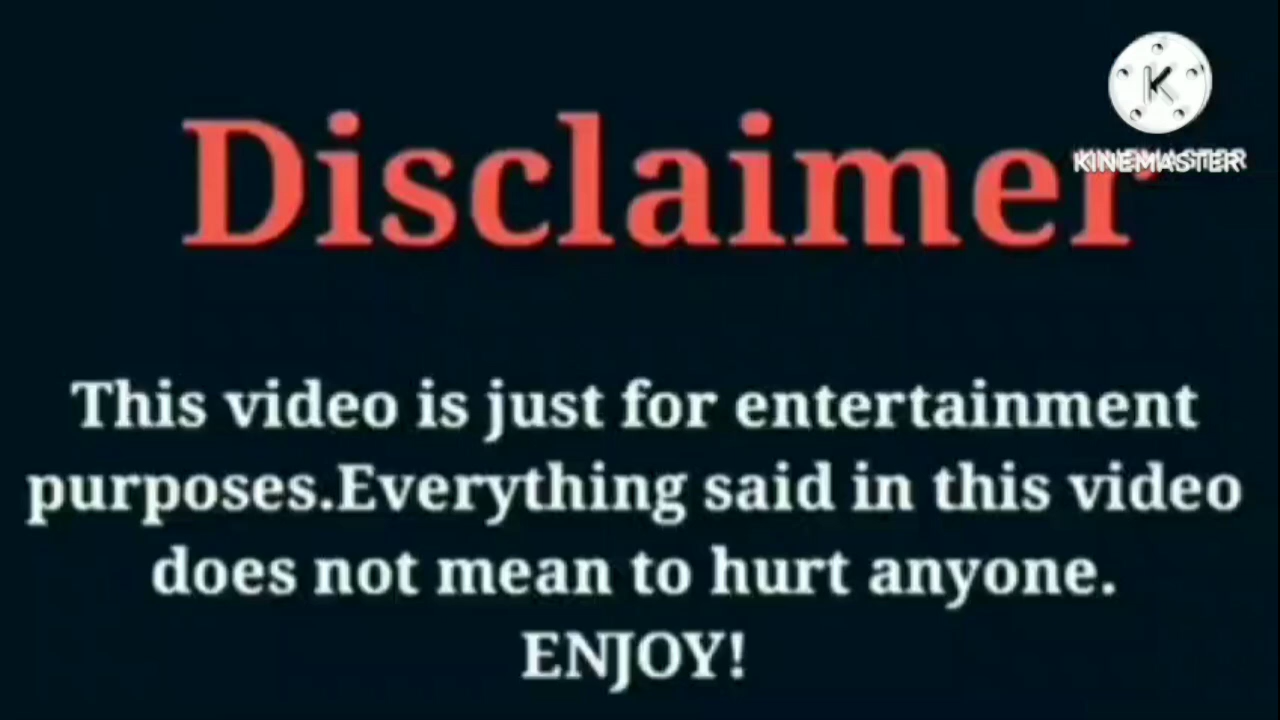 K
KINEMASTER
Disclaimer
This video is just for entertainment
purposes.Everything said in this video
does not mean to hurt anyone.
ENJOY!